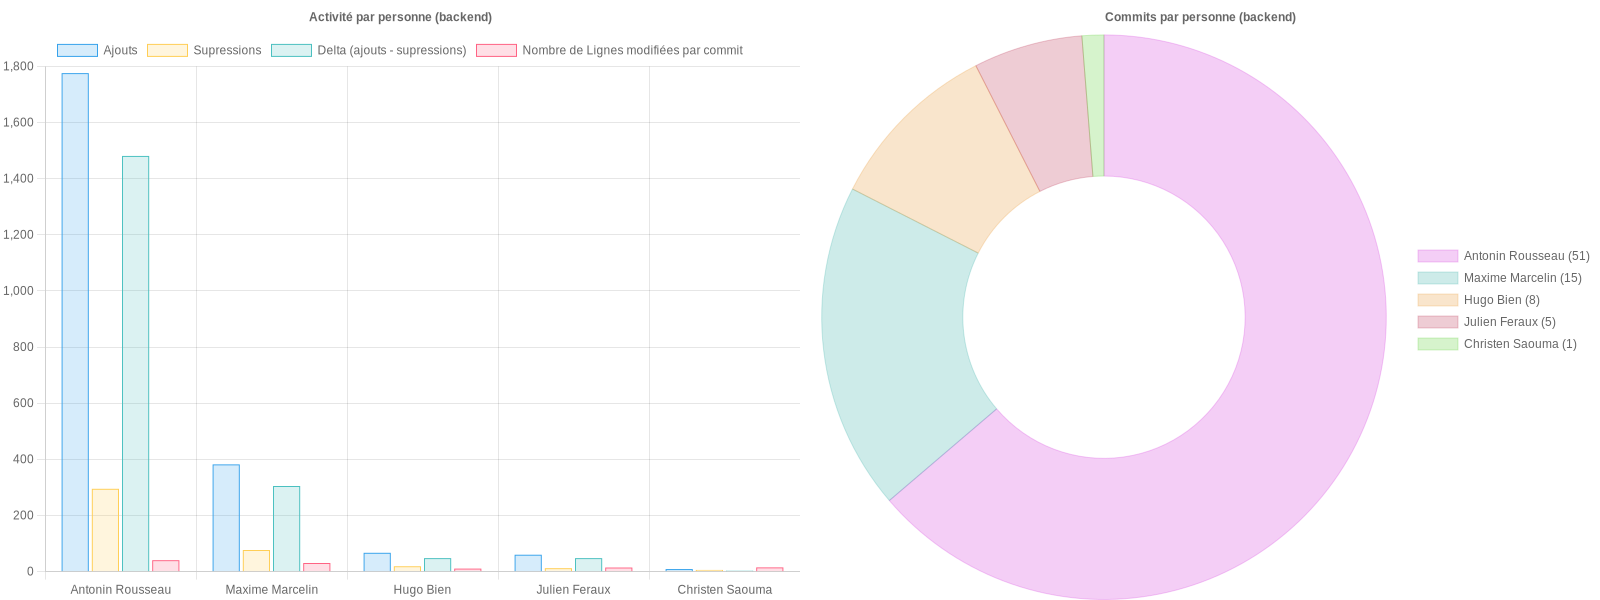 Activité par personne (backend)
Ajouts Supressions Delta (ajouts - supressions) Nombre de Lignes modifiées par commit
1,800
1,600
1,400
1,200
1,000
800
600
400
200
0
Antonin Rousseau Maxime Marcelin Hugo Bien Julien Feraux Christen Saouma
Commits par personne (backend)
Antonin Rousseau (51)
Maxime Marcelin (15)
Hugo Bien (8)
Julien Feraux (5)
Christen Saouma (1)